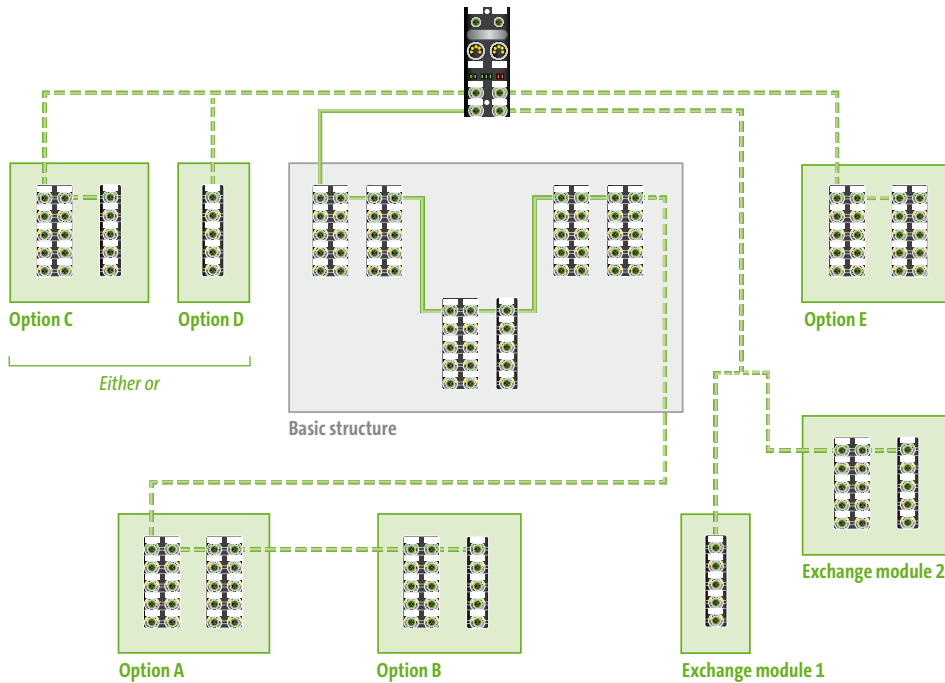 Option C
Option D
Option E
Either or
Basic structure
Exchange module 2
Option A
Option B
Exchange module 1